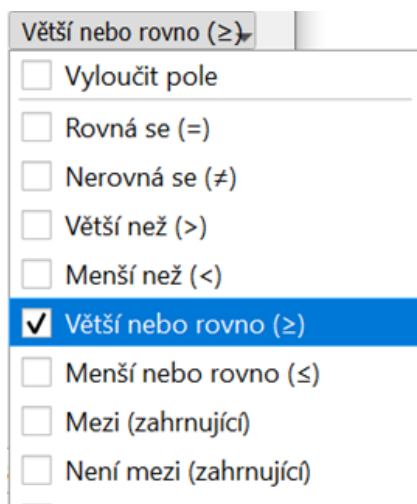 Větší nebo rovno (≥)
Vyloučit pole
Rovná se (=)
Nerovná se (≠)
Větší než (>)
Menší než (<)
Větší nebo rovno (≥)
Menší nebo rovno (≤)
Mezi (zahrnující)
Není mezi (zahrnující)